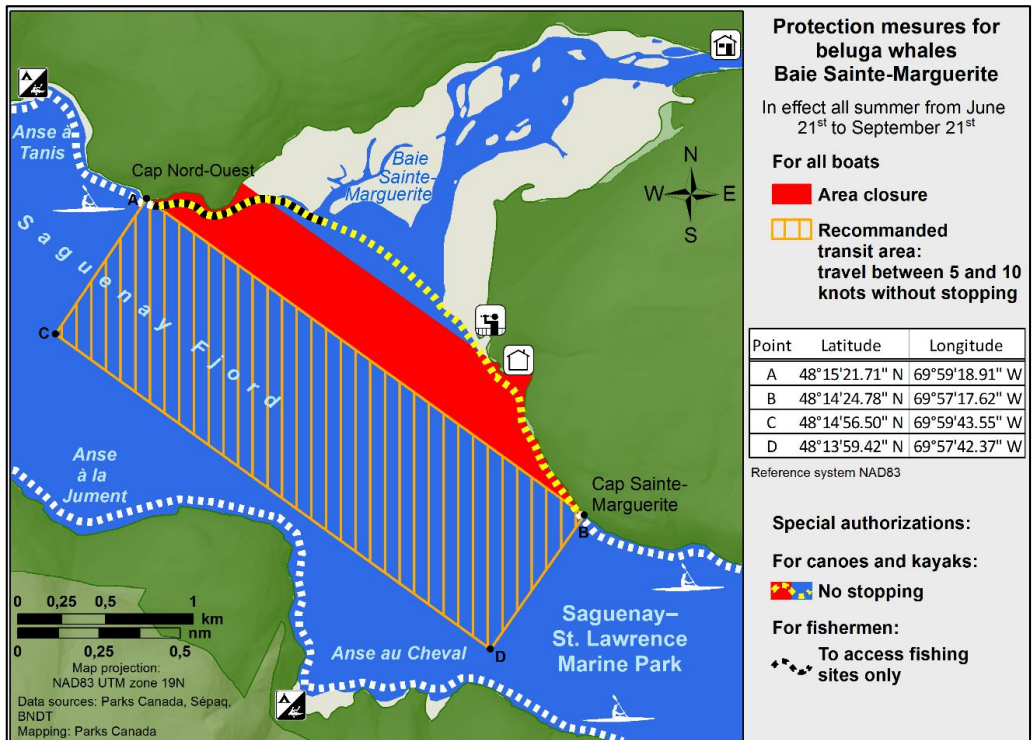 Anse à
Tanis
Cap Nord-Ouest
A
Baie
Sainte-
Marguerite
N
W E
S
Saguenay Fjord
C
Anse
à la
Jument
Cap Sainte-
Marguerite
B
D
Anse au Cheval
Saguenay–
St. Lawrence
Marine Park
0 0,25 0,5 1
km
nm
0 0,5
Map projection:
NAD83 UTM zone 19N
Data sources: Parks Canada, Sépaq,
BNDT
Mapping: Parks Canada
Protection mesures for
beluga whales
Baie Sainte-Marguerite
In effect all summer from June
21st to September 21st
For all boats
Area closure
Recommanded
transit area:
travel between 5 and 10
knots without stopping
Point Latitude Longitude
A 48°15'21.71" N 69°59'18.91" W
B 48°14'24.78" N 69°57'17.62" W
C 48°14'56.50" N 69°59'43.55" W
D 48°13'59.42" N 69°57'42.37" W
Reference system NAD83
Special authorizations:
For canoes and kayaks:
No stopping
For fishermen:
To access fishing
sites only